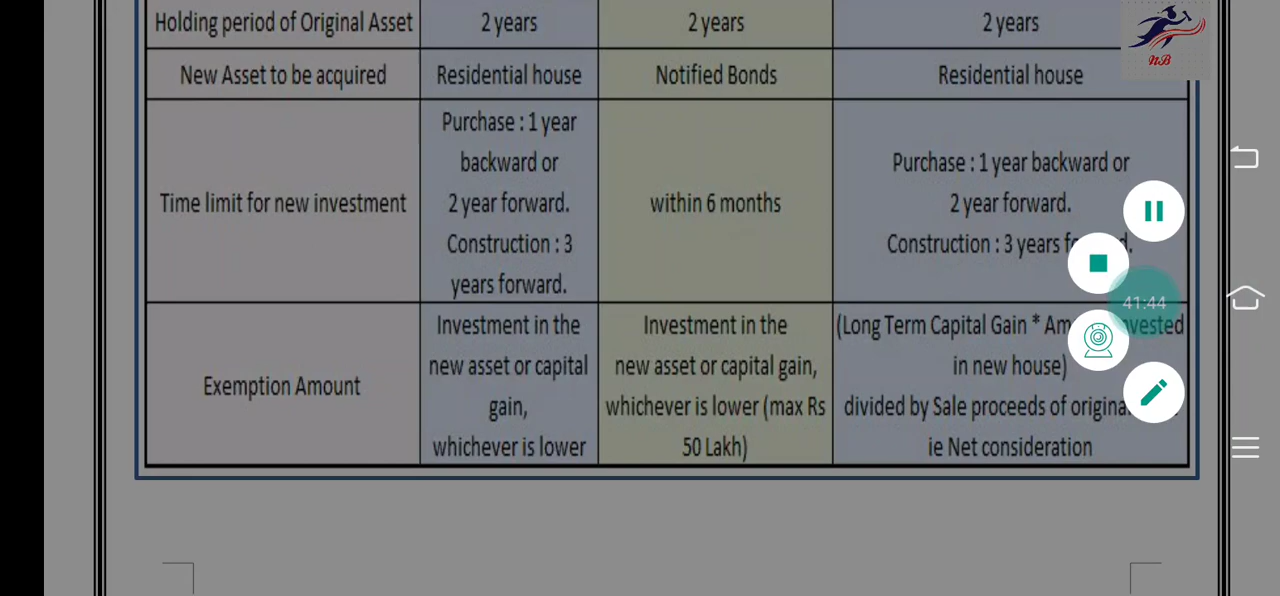 Holding period of Original Asset 2 years 2 years 2 years
New Asset to be acquired Residential house Notified Bonds Residential house
Time limit for new investment
Purchase : 1 year
backward or
2 year forward.
Construction : 3
years forward.
within 6 months
Purchase : 1 year backward or
2 year forward.
Construction : 3 years
Exemption Amount
Investment in the
new asset or capital
gain,
whichever is lower
Investment in the
new asset or capital gain,
whichever is lower (max Rs
50 Lakh)
(Long Term Capital Gain *
in new house)
divided by Sale proceeds of
ie Net consideration
NB
41:44